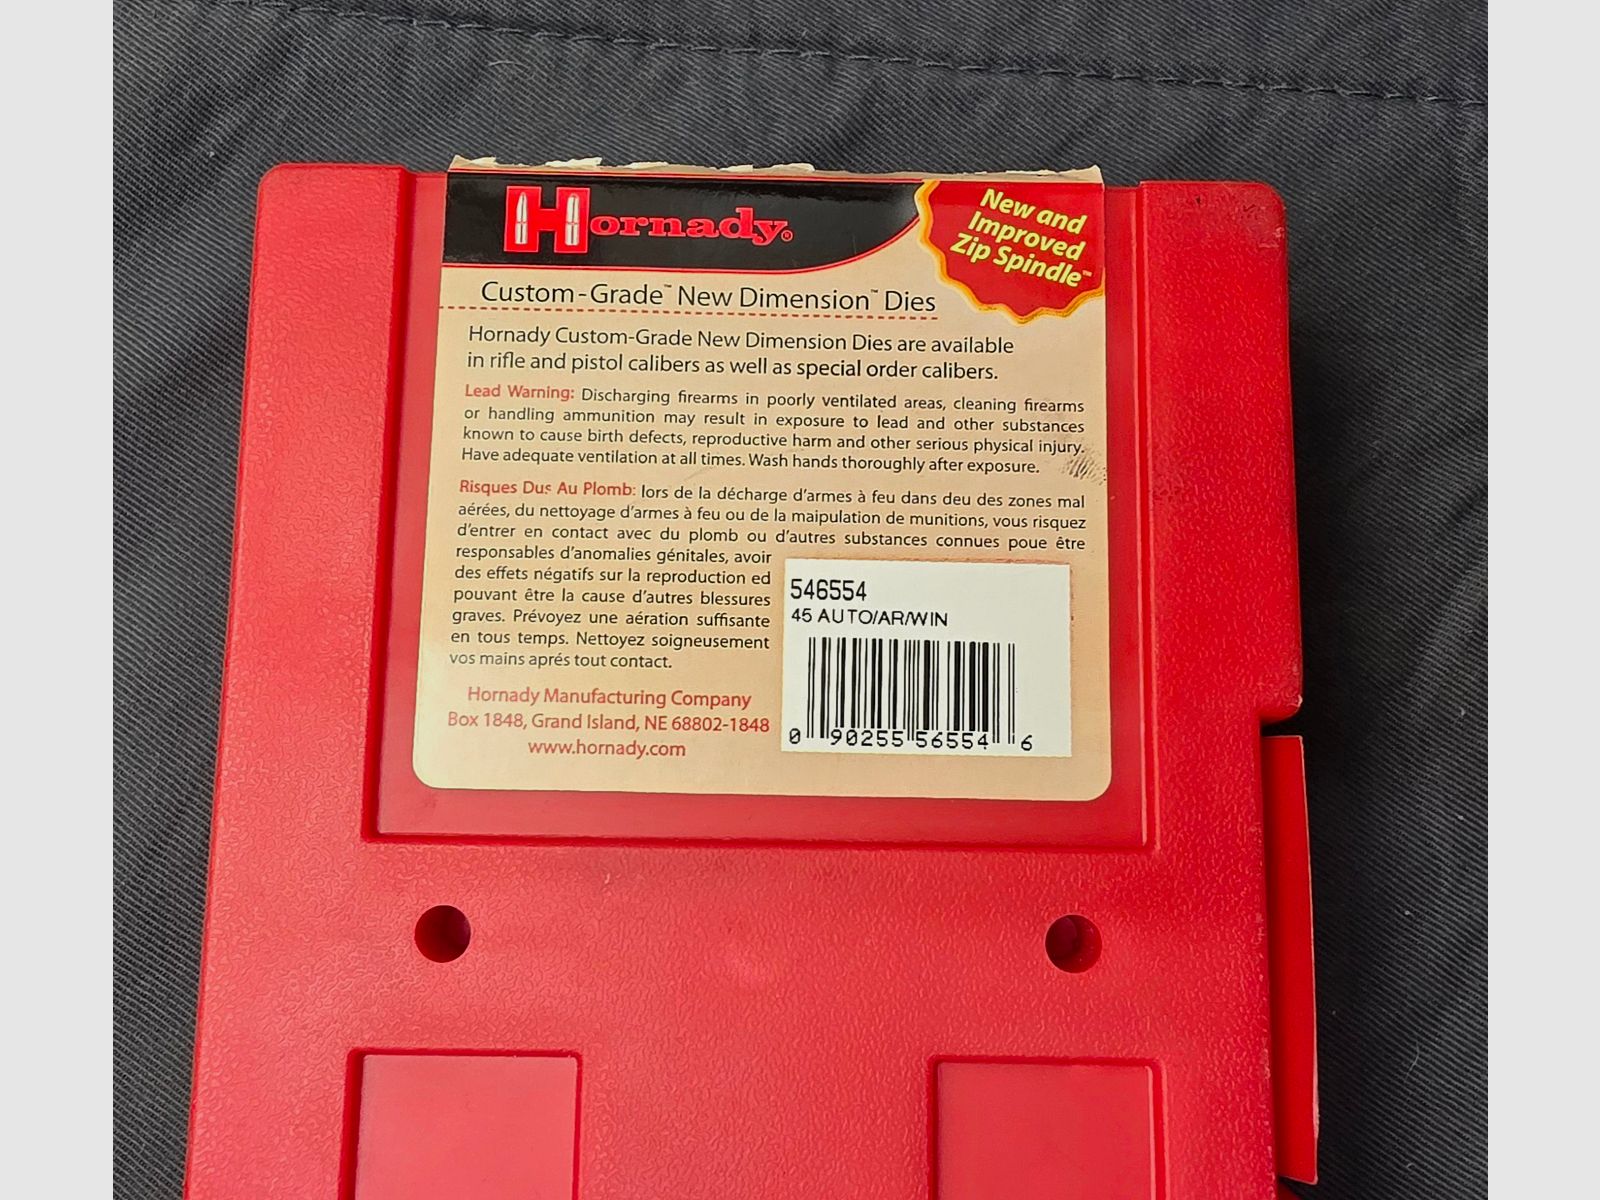 Hornady®
New and
Improved
Zip Spindle™
Custom-Grade™ New Dimension™ Dies
Hornady Custom-Grade New Dimension Dies are available
in rifle and pistol calibers as well as special order calibers.
Lead Warning: Discharging firearms in poorly ventilated areas, cleaning firearms
or handling ammunition may result in exposure to lead and other substances
known to cause birth defects, reproductive harm and other serious physical injury.
Have adequate ventilation at all times. Wash hands thoroughly after exposure.
Risques Dus Au Plomb: lors de la décharge d'armes à feu dans deu des zones mal
aérées, du nettoyage d'armes à feu ou de la maipulation de munitions, vous risquez
d'entrer en contact avec du plomb ou d'autres substances connues poue être
responsables d'anomalies génitales, avoir
des effets négatifs sur la reproduction ed
pouvant être la cause d'autres blessures
graves. Prévoyez une aération suffisante
en tous temps. Nettoyez soigneusement
vos mains aprés tout contact.
Hornady Manufacturing Company
Box 1848, Grand Island, NE 68802-1848
www.hornady.com
546554
45 AUTO/AR/WIN
0 90255 56554 6